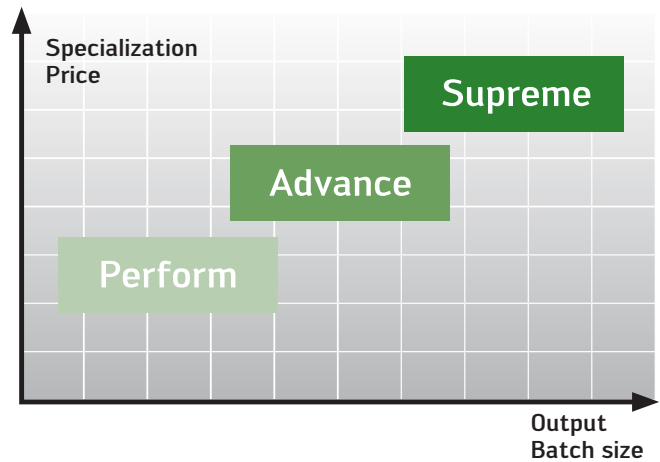 Specialization
Price
Supreme
Advance
Perform
Output
Batch size